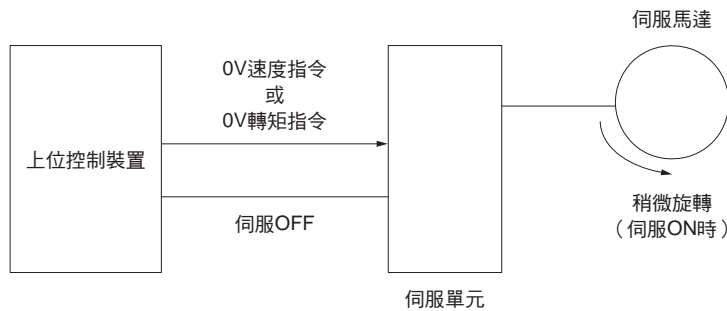 伺服馬達
0V速度指令
或
0V轉矩指令
上位控制裝置
稍微旋轉
（伺服ON時）
伺服OFF
伺服單元